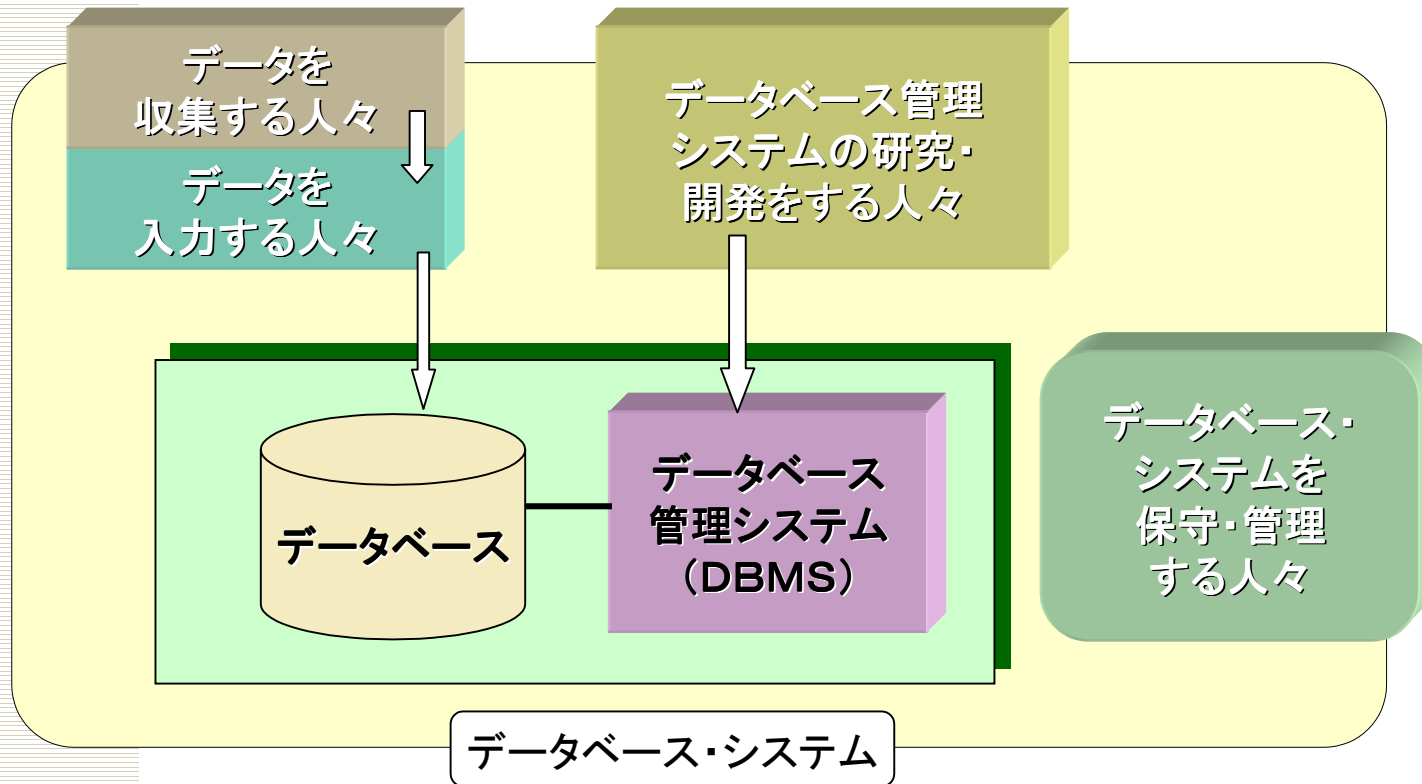 データを
収集する人々
データを
入力する人々
データベース管理
システムの研究・
開発をする人々
データベース
データベース
管理システム
（ＤＢＭＳ）
データベース・
システムを
保守・管理
する人々
データベース・システム